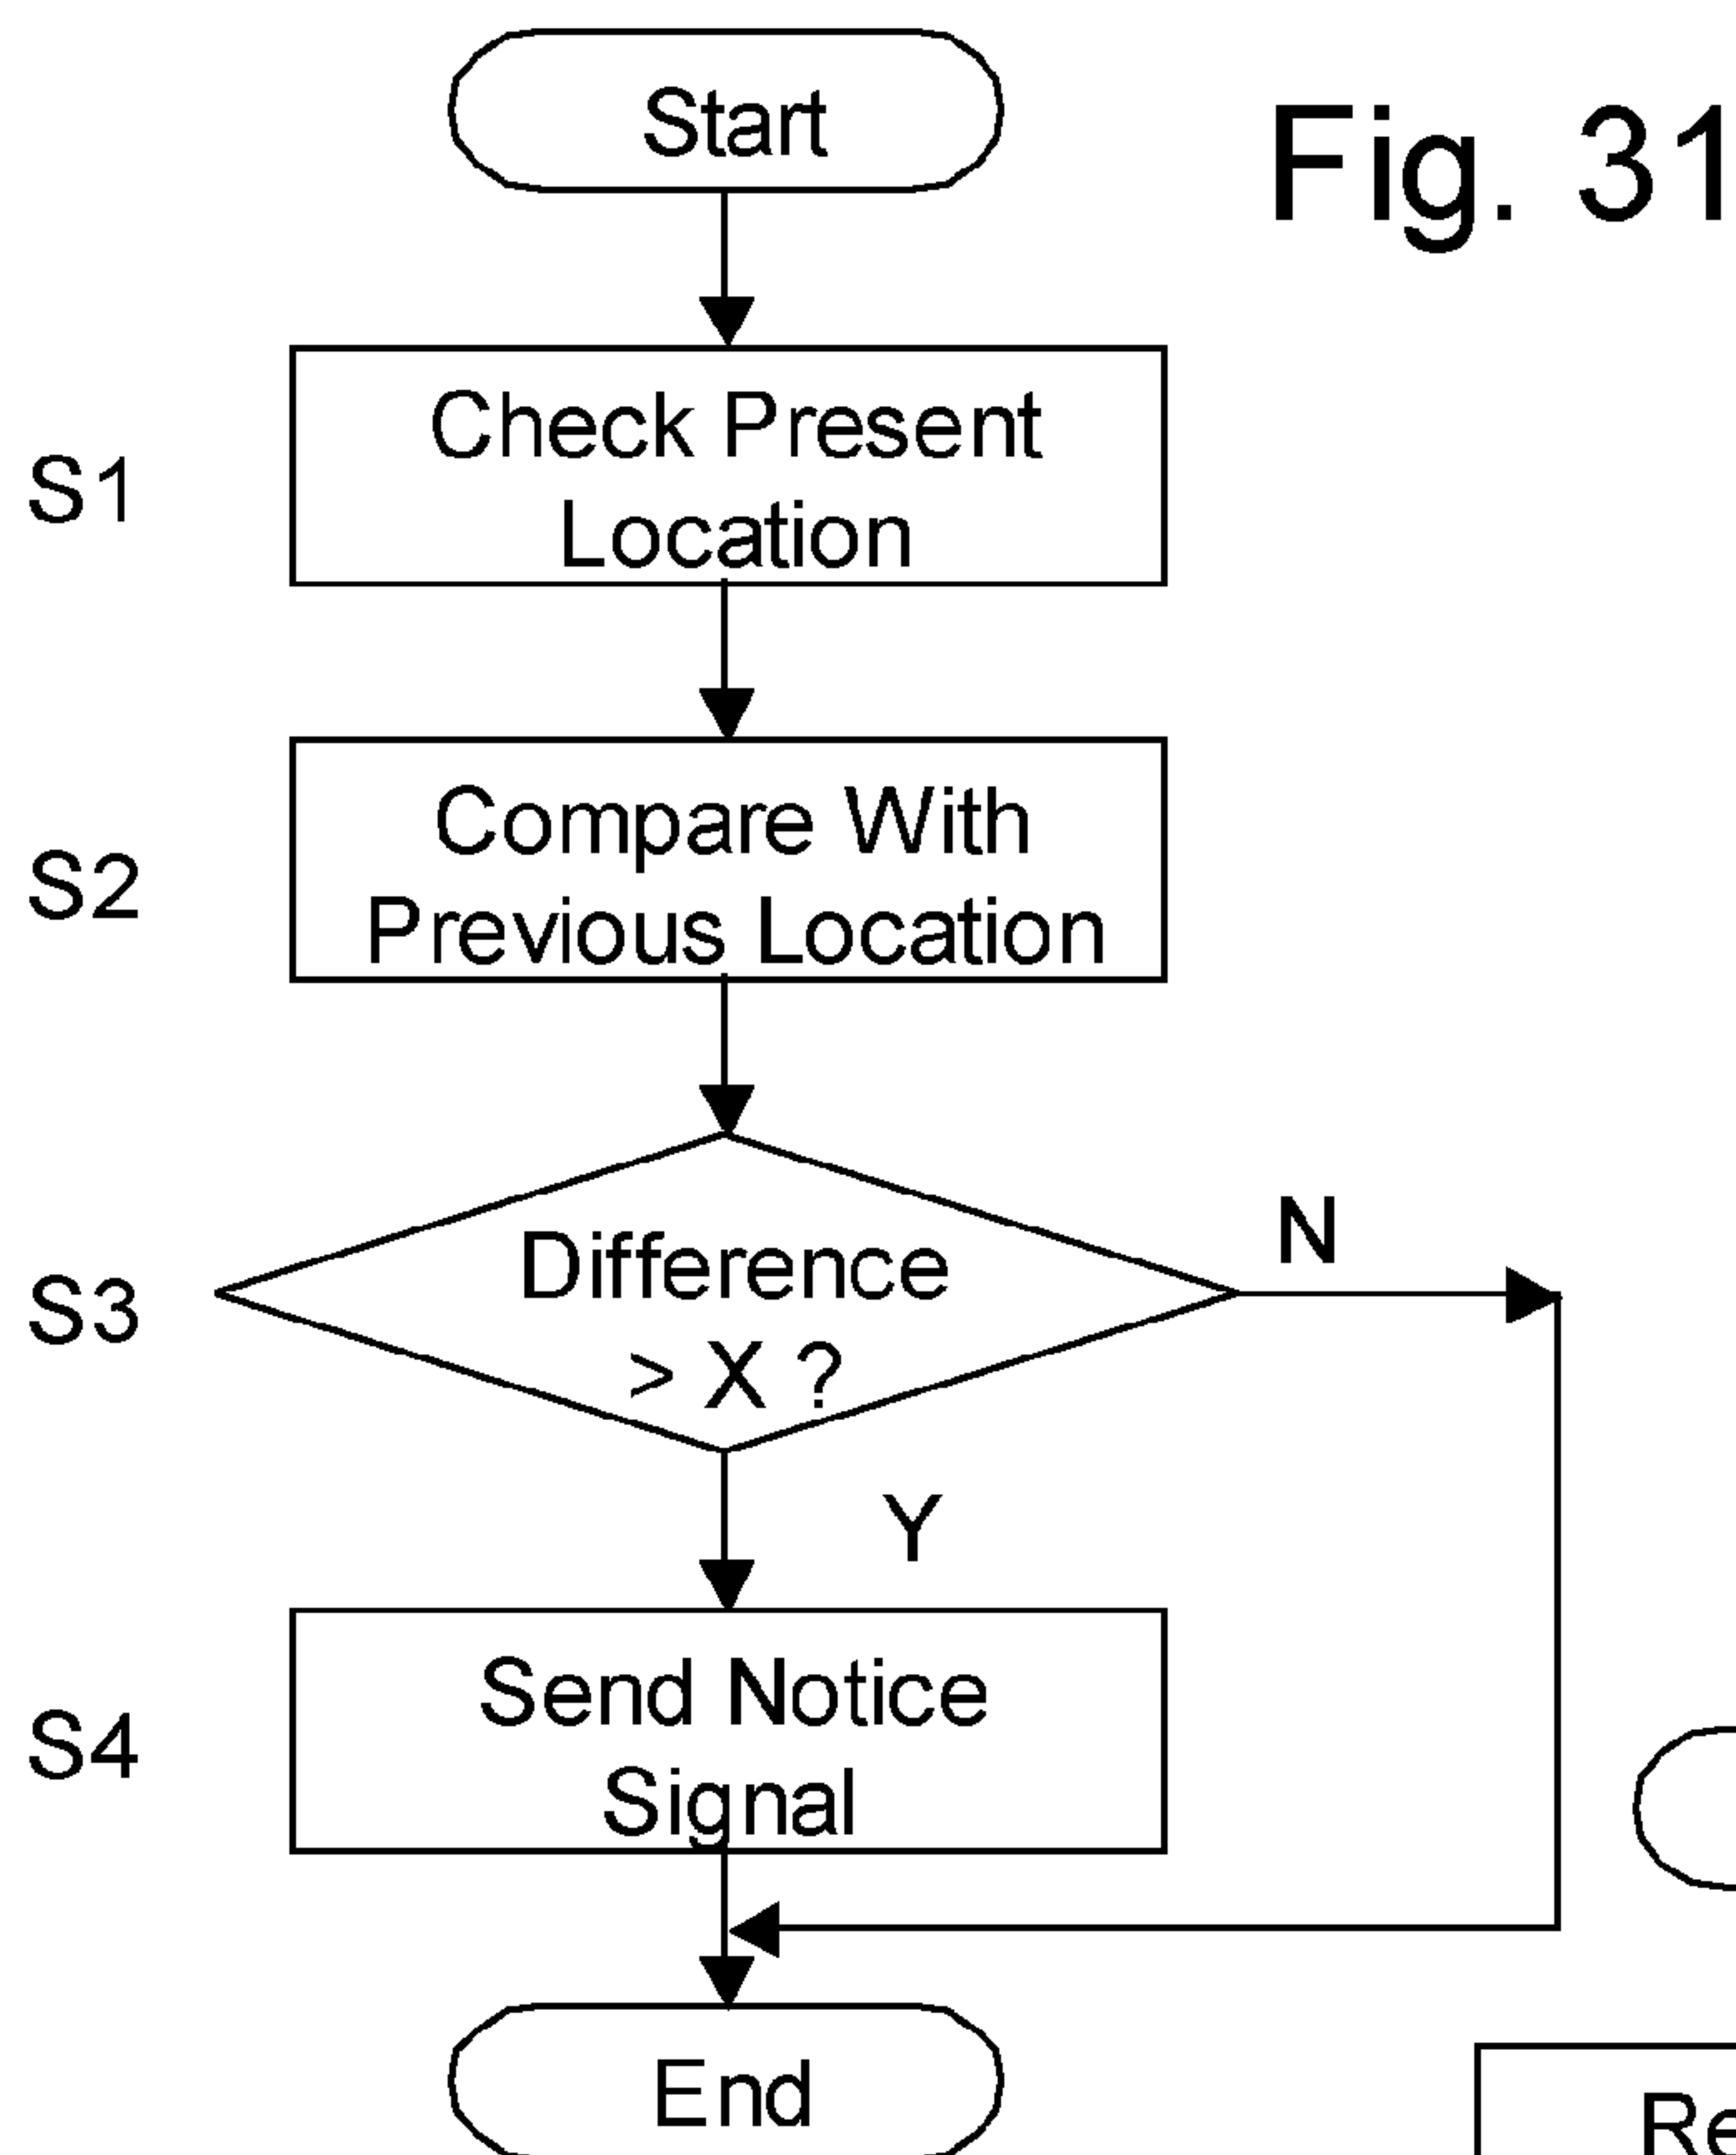 Start
Fig. 31
S1
Check Present
Location
S2
Compare With
Previous Location
S3
Difference
> X ?
N
Y
S4
Send Notice
Signal
End